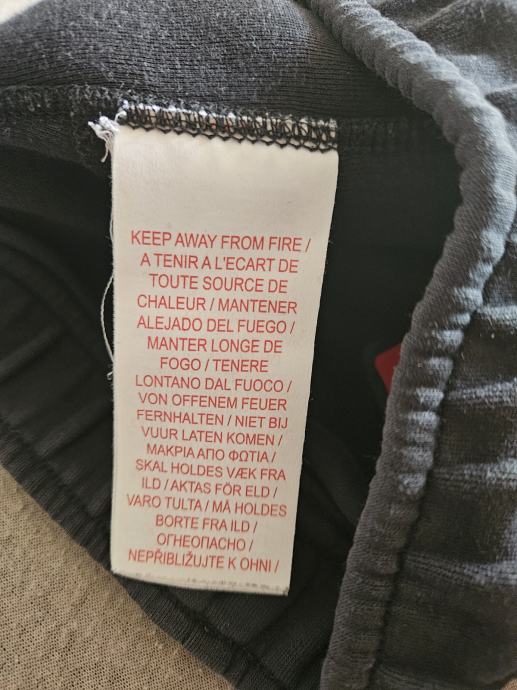 KEEP AWAY FROM FIRE /
A TENIR A L'ECART DE
TOUTE SOURCE DE
CHALEUR / MANTENER
ALEJADO DEL FUEGO /
MANTER LONGE DE
FOGO / TENERE
LONTANO DAL FUOCO /
VON OFFENEM FEUER
FERNHALTEN / NIET BIJ
VUUR LATEN KOMEN /
ΜΑΚΡΙΑ ΑΠΟ ΦΩΤΙΑ /
SKAL HOLDES VÆK FRA
ILD / AKTAS FÖR ELD /
VARO TULTA / MÅ HOLDES
BORTE FRA ILD /
ОГНЕОПАСНО /
NEPŘIBLIŽUJTE K OHNI /